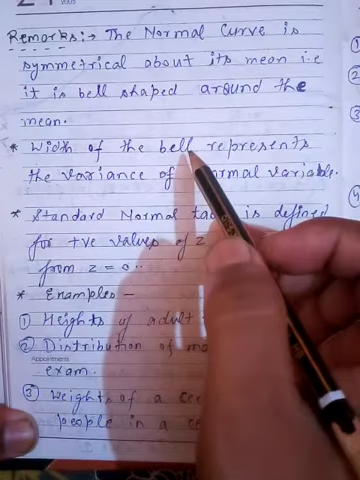 Remarks:→ The Normal Curve is
symmetrical about its mean i.e
it is bell shaped around the
mean.
* Width of the bell represents
the variance of normal variable.
* Standard Normal is defined
for +ve values of z
from z = 0..
* Examples -
① Heights of adult
② Distribution of
Appointments
exam.
③ Weights of a
people in a